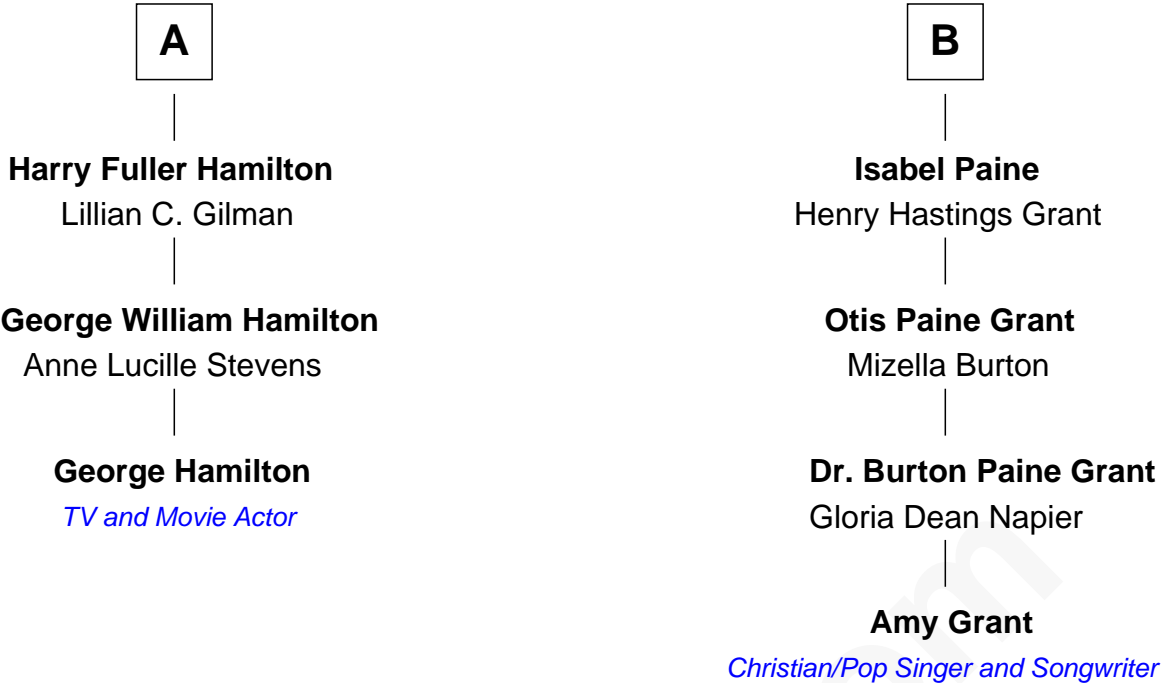 A
Harry Fuller Hamilton
Lillian C. Gilman
George William Hamilton
Anne Lucille Stevens
George Hamilton
TV and Movie Actor
B
Isabel Paine
Henry Hastings Grant
Otis Paine Grant
Mizella Burton
Dr. Burton Paine Grant
Gloria Dean Napier
Amy Grant
Christian/Pop Singer and Songwriter